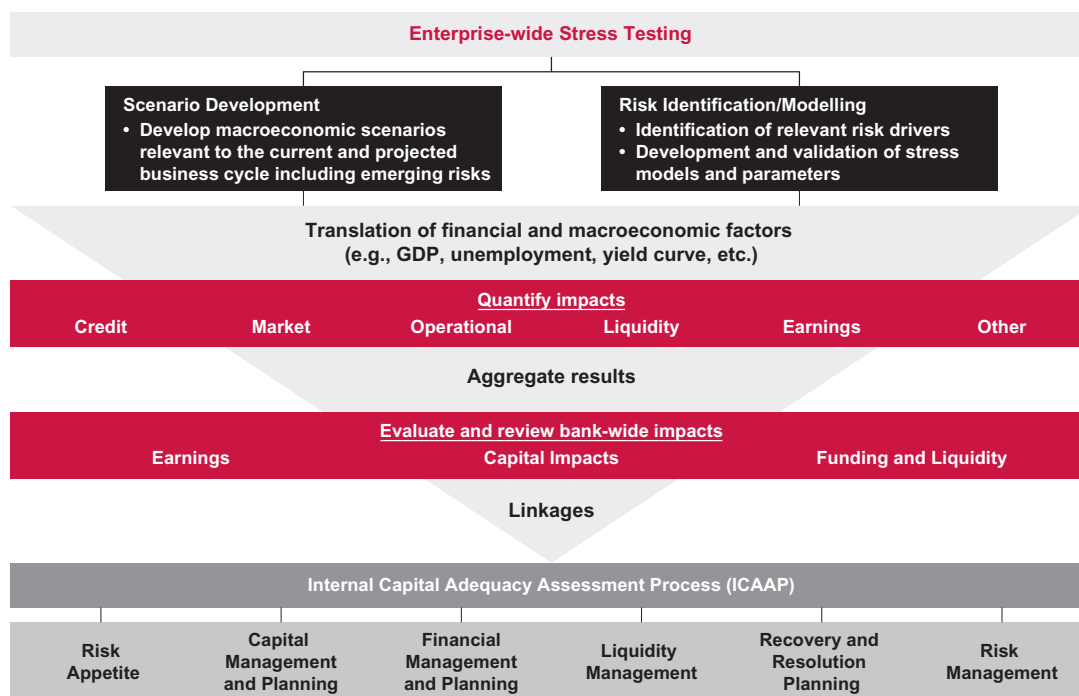 Enterprise-wide Stress Testing
Scenario Development
• Develop macroeconomic scenarios
relevant to the current and projected
business cycle including emerging risks
Risk Identification/Modelling
• Identification of relevant risk drivers
• Development and validation of stress
models and parameters
Translation of financial and macroeconomic factors
(e.g., GDP, unemployment, yield curve, etc.)
Quantify impacts
Credit Market Operational Liquidity Earnings Other
Aggregate results
Evaluate and review bank-wide impacts
Earnings Capital Impacts Funding and Liquidity
Linkages
Internal Capital Adequacy Assessment Process (ICAAP)
Risk
Appetite
Capital
Management
and Planning
Financial
Management
and Planning
Liquidity
Management
Recovery and
Resolution
Planning
Risk
Management